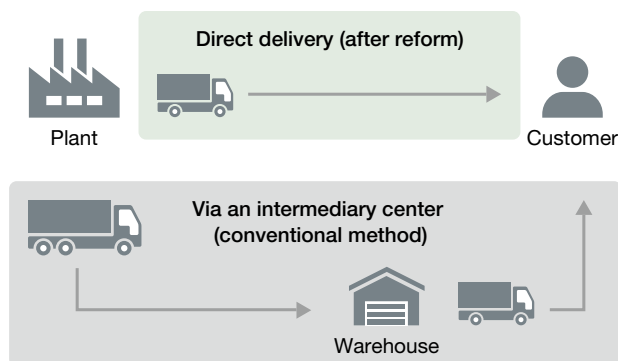 Direct delivery (after reform)
Plant
Customer
Via an intermediary center
(conventional method)
Warehouse